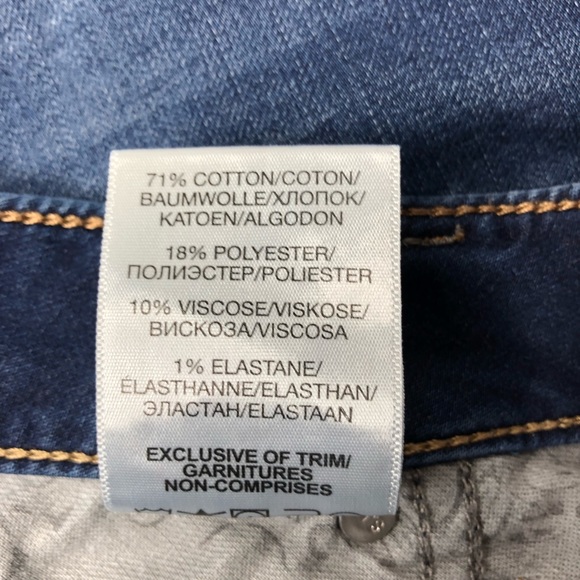 71% COTTON/COTON/
BAUMWOLLE/ХЛОПОК/
KATOEN/ALGODON
18% POLYESTER/
ПОЛИЭСТЕР/POLIESTER
10% VISCOSE/VISKOSE/
ВИСКОЗА/VISCOSA
1% ELASTANE/
ÉLASTHANNE/ELASTHAN/
ЭЛАСТАН/ELASTAAN
EXCLUSIVE OF TRIM/
GARNITURES
NON-COMPRISES